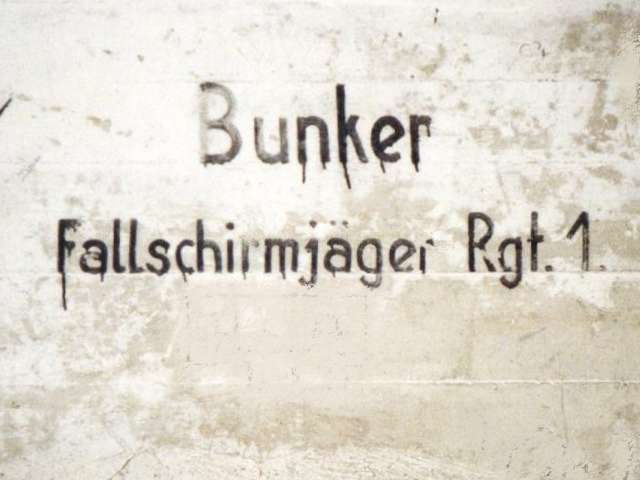 Bunker
Fallschirmjäger Rgt. 1.